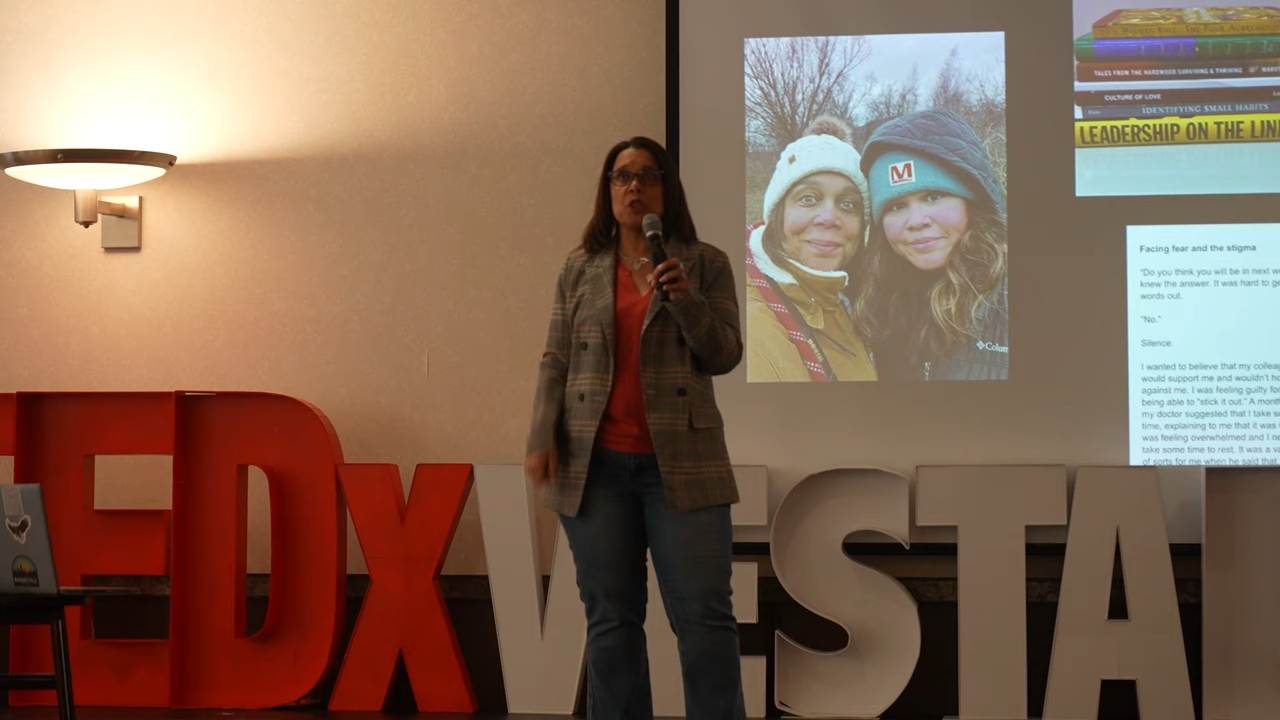 TALES FROM THE HARDWOOD SURVIVING & THRIVING
CULTURE OF LOVE
IDENTIFYING SMALL HABITS
LEADERSHIP ON THE LIN
M
Colum
Facing fear and the stigma
"Do you think you will be in next w
knew the answer. It was hard to ge
words out.
"No."
Silence.
I wanted to believe that my colleag
would support me and wouldn't ho
against me. I was feeling guilty for
being able to "stick it out." A month
my doctor suggested that I take so
time, explaining to me that it was
was feeling overwhelmed and I ne
take some time to rest. It was a va
of sorts for me when he said that
TEDx VESTAL